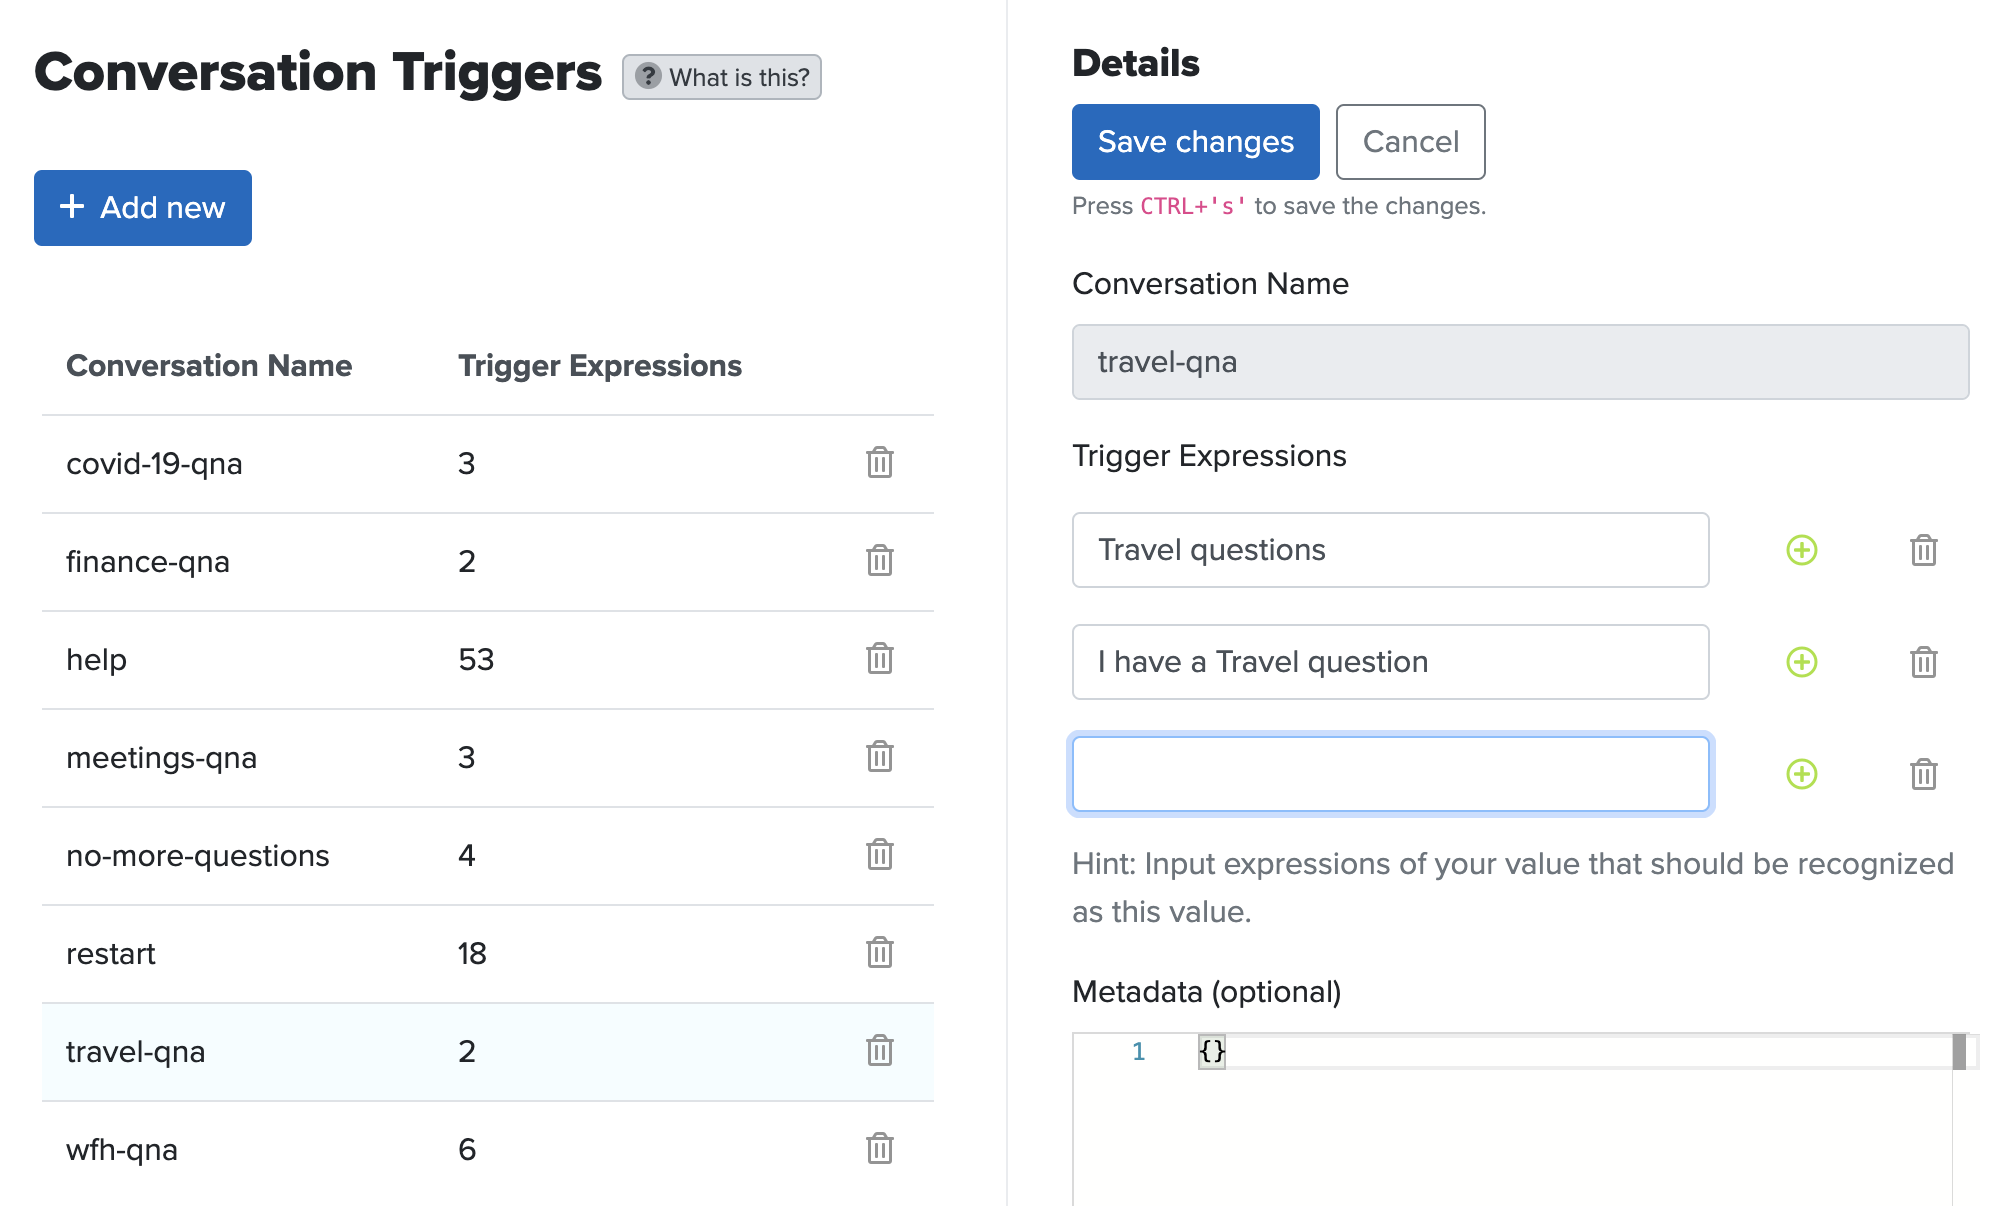 Conversation Triggers
? What is this?
+ Add new
Conversation Name Trigger Expressions
covid-19-qna 3
finance-qna 2
help 53
meetings-qna 3
no-more-questions 4
restart 18
travel-qna 2
wfh-qna 6
Details
Save changes Cancel
Press CTRL+'s' to save the changes.
Conversation Name
travel-qna
Trigger Expressions
Travel questions
I have a Travel question
Hint: Input expressions of your value that should be recognized
as this value.
Metadata (optional)
1 {}